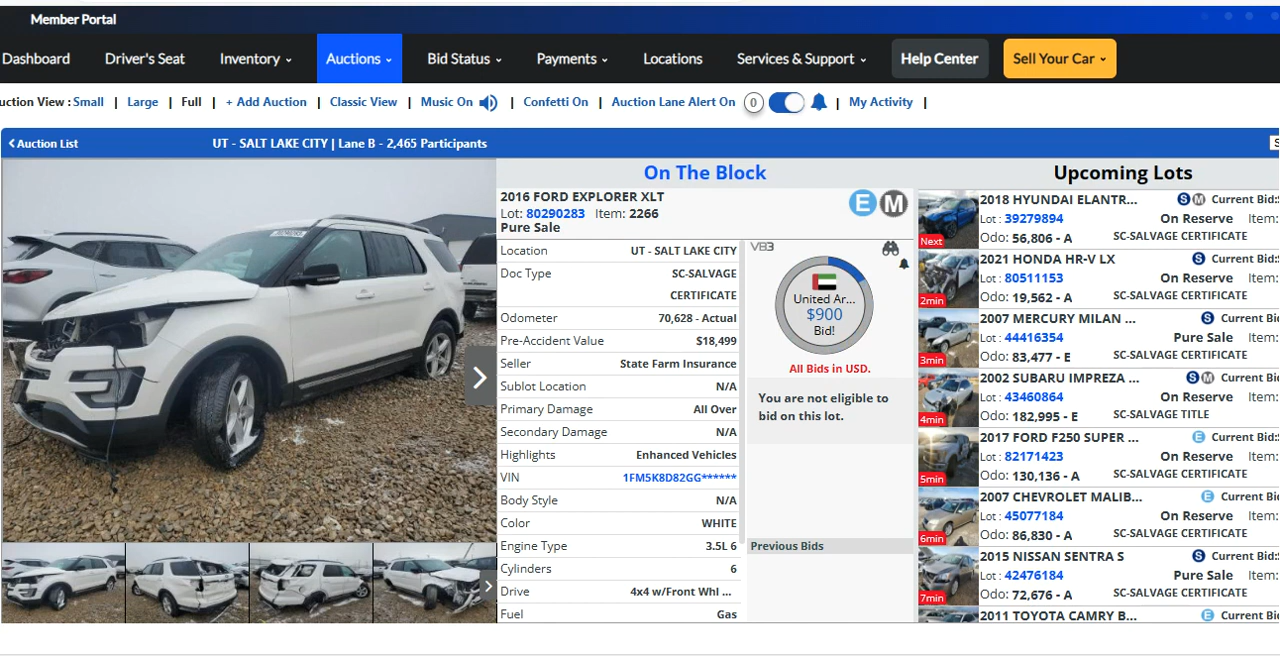 Member Portal
Dashboard Driver's Seat Inventory Auctions Bid Status Payments Locations Services & Support Help Center Sell Your Car
uction View : Small | Large | Full | + Add Auction | Classic View | Music On | Confetti On | Auction Lane Alert On 0 | My Activity |
Auction List UT - SALT LAKE CITY | Lane B - 2,465 Participants
On The Block
2016 FORD EXPLORER XLT
Lot: 80290283 Item: 2266
Pure Sale
E M
Location UT - SALT LAKE CITY
Doc Type SC-SALVAGE
CERTIFICATE
Odometer 70,628 - Actual
Pre-Accident Value $18,499
Seller State Farm Insurance
Sublot Location N/A
Primary Damage All Over
Secondary Damage N/A
Highlights Enhanced Vehicles
VIN 1FM5K8D82GG******
Body Style N/A
Color WHITE
Engine Type 3.5L 6
Cylinders 6
Drive 4x4 w/Front Whl ...
Fuel Gas
VB3
United Ar...
$900
Bid!
All Bids in USD.
You are not eligible to
bid on this lot.
Previous Bids
Upcoming Lots
2018 HYUNDAI ELANTR... S M Current Bid:
Lot : 39279894 On Reserve Item:
Next Odo: 56,806 - A SC-SALVAGE CERTIFICATE
2021 HONDA HR-V LX S Current Bid:
Lot : 80511153 On Reserve Item:
2min Odo: 19,562 - A SC-SALVAGE CERTIFICATE
2007 MERCURY MILAN ... S Current Bid
Lot : 44416354 Pure Sale Item:
3min Odo: 83,477 - E SC-SALVAGE CERTIFICATE
2002 SUBARU IMPREZA ... S M Current Bid
Lot : 43460864 On Reserve Item:
4min Odo: 182,995 - E SC-SALVAGE TITLE
2017 FORD F250 SUPER ... E Current Bid:
Lot : 82171423 On Reserve Item:
5min Odo: 130,136 - A SC-SALVAGE CERTIFICATE
2007 CHEVROLET MALIB... E Current Bid
Lot : 45077184 On Reserve Item:
6min Odo: 86,830 - A SC-SALVAGE CERTIFICATE
2015 NISSAN SENTRA S S Current Bid:
Lot : 42476184 Pure Sale Item:
7min Odo: 72,676 - A SC-SALVAGE CERTIFICATE
2011 TOYOTA CAMRY B... E Current Bid: